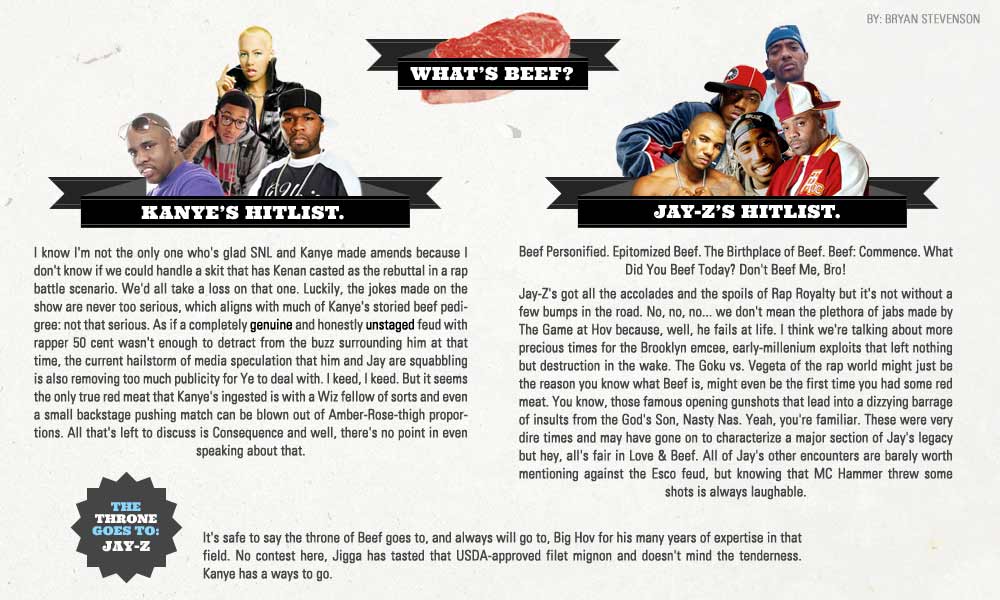 BY: BRYAN STEVENSON
WHAT'S BEEF?
KANYE'S HITLIST.
I know I'm not the only one who's glad SNL and Kanye made amends because I
don't know if we could handle a skit that has Kenan casted as the rebuttal in a rap
battle scenario. We'd all take a loss on that one. Luckily, the jokes made on the
show are never too serious, which aligns with much of Kanye's storied beef pedi-
gree: not that serious. As if a completely genuine and honestly unstaged feud with
rapper 50 cent wasn't enough to detract from the buzz surrounding him at that
time, the current hailstorm of media speculation that him and Jay are squabbling
is also removing too much publicity for Ye to deal with. I keed, I keed. But it seems
the only true red meat that Kanye's ingested is with a Wiz fellow of sorts and even
a small backstage pushing match can be blown out of Amber-Rose-thigh propor-
tions. All that's left to discuss is Consequence and well, there's no point in even
speaking about that.
JAY-Z'S HITLIST.
Beef Personified. Epitomized Beef. The Birthplace of Beef. Beef: Commence. What
Did You Beef Today? Don't Beef Me, Bro!
Jay-Z's got all the accolades and the spoils of Rap Royalty but it's not without a
few bumps in the road. No, no, no... we don't mean the plethora of jabs made by
The Game at Hov because, well, he fails at life. I think we're talking about more
precious times for the Brooklyn emcee, early-millenium exploits that left nothing
but destruction in the wake. The Goku vs. Vegeta of the rap world might just be
the reason you know what Beef is, might even be the first time you had some red
meat. You know, those famous opening gunshots that lead into a dizzying barrage
of insults from the God's Son, Nasty Nas. Yeah, you're familiar. These were very
dire times and may have gone on to characterize a major section of Jay's legacy
but hey, all's fair in Love & Beef. All of Jay's other encounters are barely worth
mentioning against the Esco feud, but knowing that MC Hammer threw some
shots is always laughable.
THE
THRONE
GOES TO:
JAY-Z
It's safe to say the throne of Beef goes to, and always will go to, Big Hov for his many years of expertise in that
field. No contest here, Jigga has tasted that USDA-approved filet mignon and doesn't mind the tenderness.
Kanye has a ways to go.